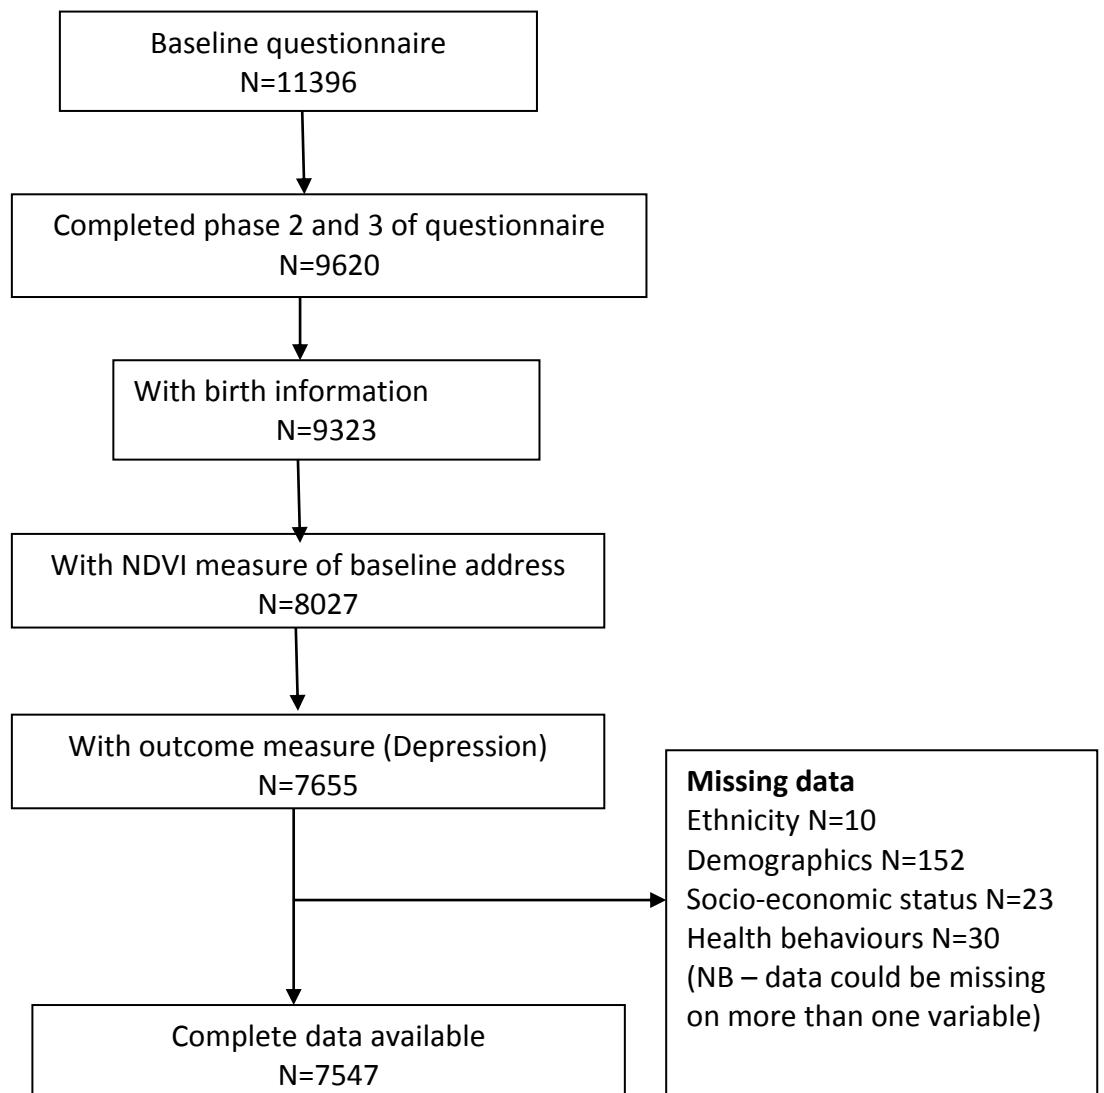 Baseline questionnaire
N=11396
Completed phase 2 and 3 of questionnaire
N=9620
With birth information
N=9323
With NDVI measure of baseline address
N=8027
With outcome measure (Depression)
N=7655
Missing data
Ethnicity N=10
Demographics N=152
Socio-economic status N=23
Health behaviours N=30
(NB – data could be missing
on more than one variable)
Complete data available
N=7547